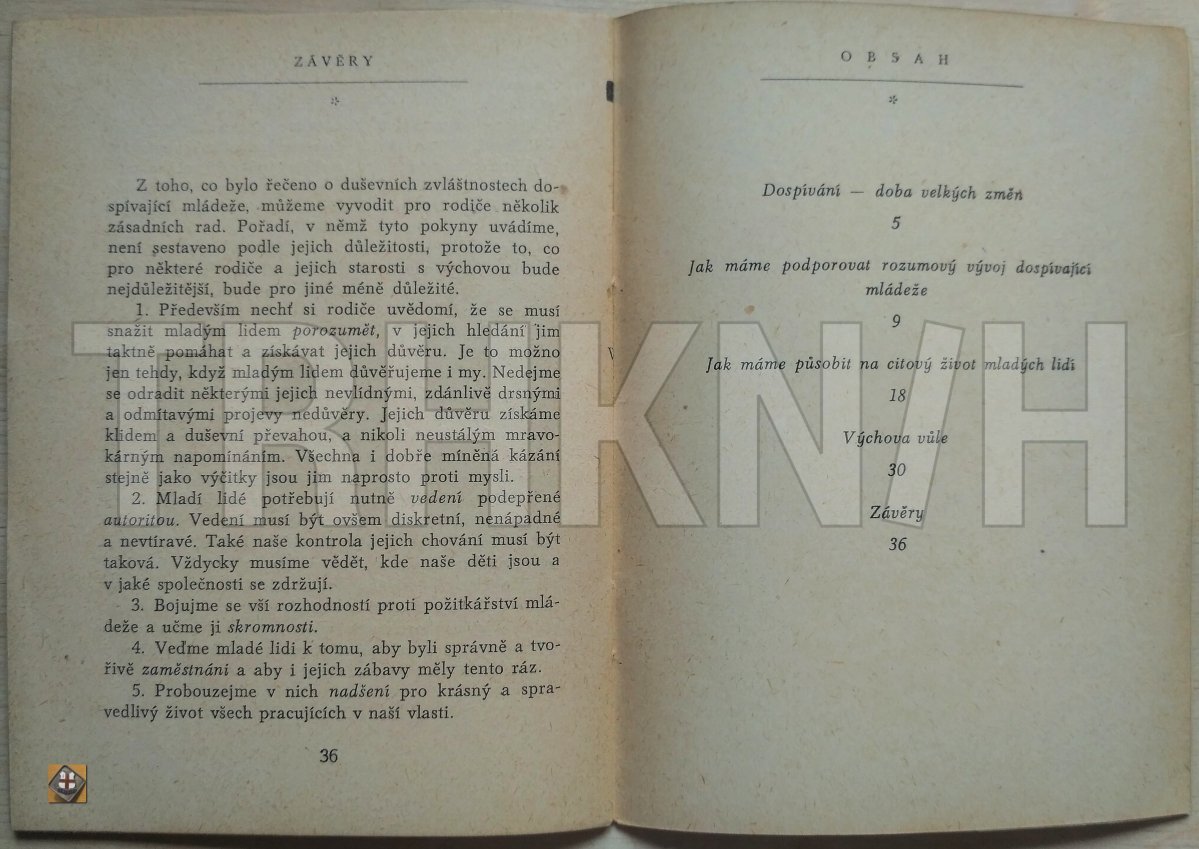 ZÁVĚRY
*
Z toho, co bylo řečeno o duševních zvláštnostech do-
spívající mládeže, můžeme vyvodit pro rodiče několik
zásadních rad. Pořadí, v němž tyto pokyny uvádíme,
není sestaveno podle jejich důležitosti, protože to, co
pro některé rodiče a jejich starosti s výchovou bude
nejdůležitější, bude pro jiné méně důležité.
1. Především nechť si rodiče uvědomí, že se musí
snažit mladým lidem porozumět, v jejich hledání jim
taktně pomáhat a získávat jejich důvěru. Je to možno
jen tehdy, když mladým lidem důvěřujeme i my. Nedejme
se odradit některými jejich nevlídnými, zdánlivě drsnými
a odmítavými projevy nedůvěry. Jejich důvěru získáme
klidem a duševní převahou, a nikoli neustálým mravo-
kárným napomínáním. Všechna i dobře míněná kázání
stejně jako výčitky jsou jim naprosto proti mysli.
2. Mladí lidé potřebují nutně vedení podepřené
autoritou. Vedení musí být ovšem diskretní, nenápadné
a nevtíravé. Také naše kontrola jejich chování musí být
taková. Vždycky musíme vědět, kde naše děti jsou a
v jaké společnosti se zdržují.
3. Bojujme se vší rozhodností proti požitkářství mlá-
deže a učme ji skromnosti.
4. Veďme mladé lidi k tomu, aby byli správně a tvo-
řivě zaměstnáni a aby i jejich zábavy měly tento ráz.
5. Probouzejme v nich nadšení pro krásný a spra-
vedlivý život všech pracujících v naší vlasti.
36
OBSAH
*
Dospívání — doba velkých změn
5
Jak máme podporovat rozumový vývoj dospívající
mládeže
9
Jak máme působit na citový život mladých lidí
18
Výchova vůle
30
Závěry
36
TRHKNIH